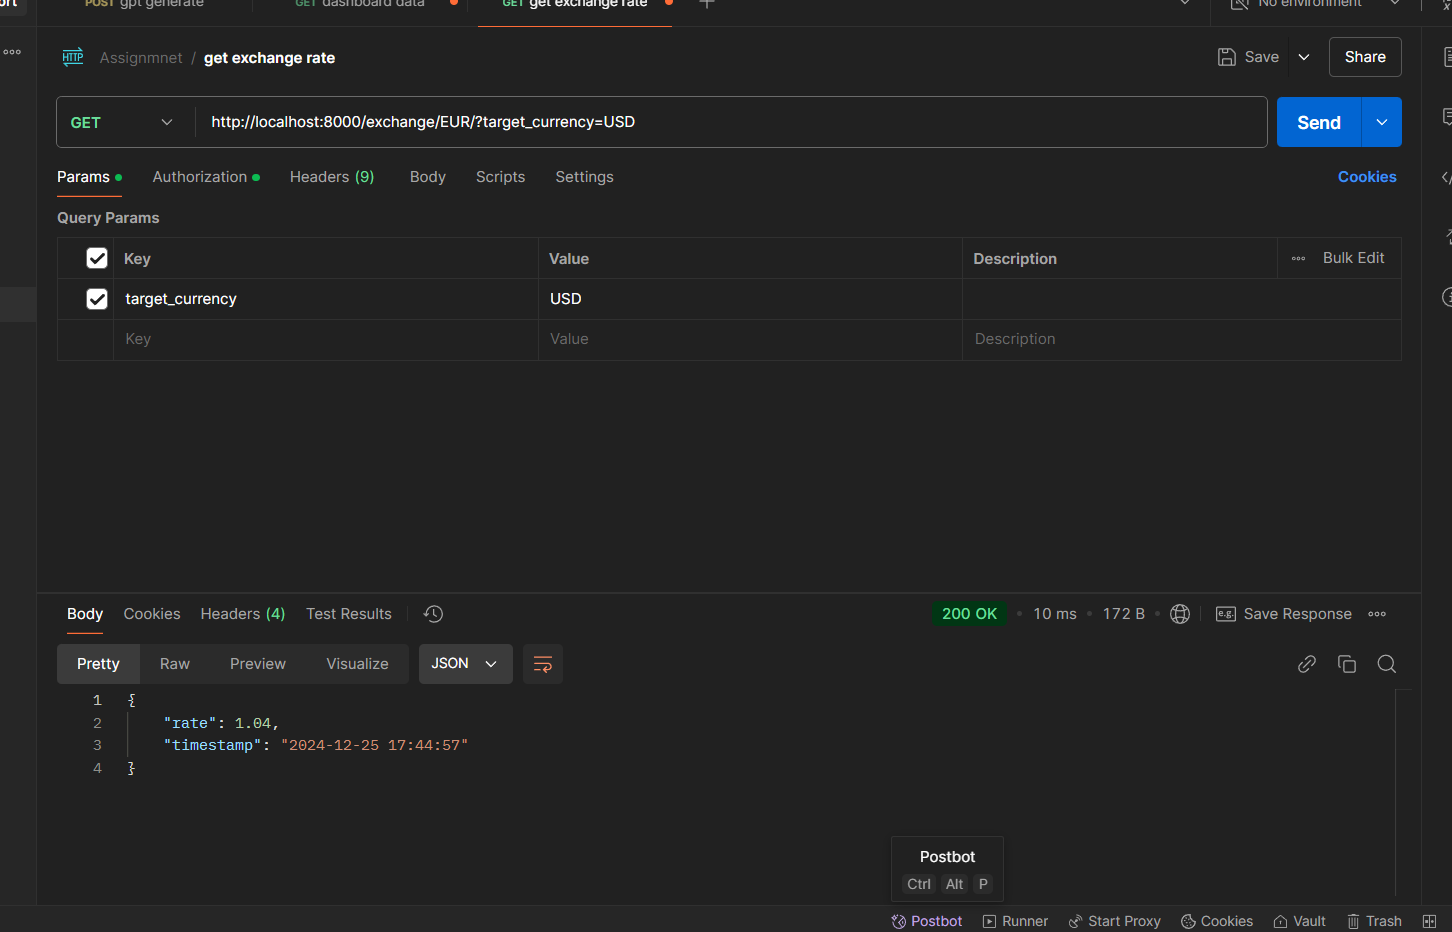 ort
POST gpt generate
GET dashboard data
GET get exchange rate
No environment
HTTP Assignmnet / get exchange rate
Save
Share
GET
http://localhost:8000/exchange/EUR/?target_currency=USD
Send
Params
Authorization
Headers (9)
Body
Scripts
Settings
Cookies
Query Params
Key Value Description Bulk Edit
target_currency USD
Key Value Description
Body
Cookies
Headers (4)
Test Results
200 OK
10 ms
172 B
e.g. Save Response
Pretty
Raw
Preview
Visualize
JSON
1 {
2 "rate": 1.04,
3 "timestamp": "2024-12-25 17:44:57"
4 }
Postbot
Ctrl Alt P
Postbot
Runner
Start Proxy
Cookies
Vault
Trash